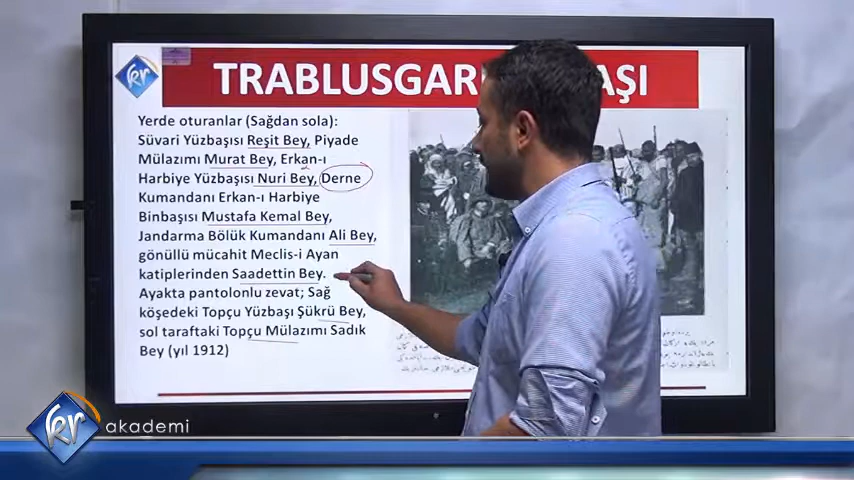 TRABLUSGAR AŞI
Yerde oturanlar (Sağdan sola):
Süvari Yüzbaşısı Reşit Bey, Piyade
Mülazımı Murat Bey, Erkan-ı
Harbiye Yüzbaşısı Nuri Bey, Derne
Kumandanı Erkan-ı Harbiye
Binbaşısı Mustafa Kemal Bey,
Jandarma Bölük Kumandanı Ali Bey,
gönüllü mücahit Meclis-i Ayan
katiplerinden Saadettin Bey.
Ayakta pantolonlu zevat; Sağ
köşedeki Topçu Yüzbaşı Şükrü Bey,
sol taraftaki Topçu Mülazımı Sadık
Bey (yıl 1912)
kr akademi